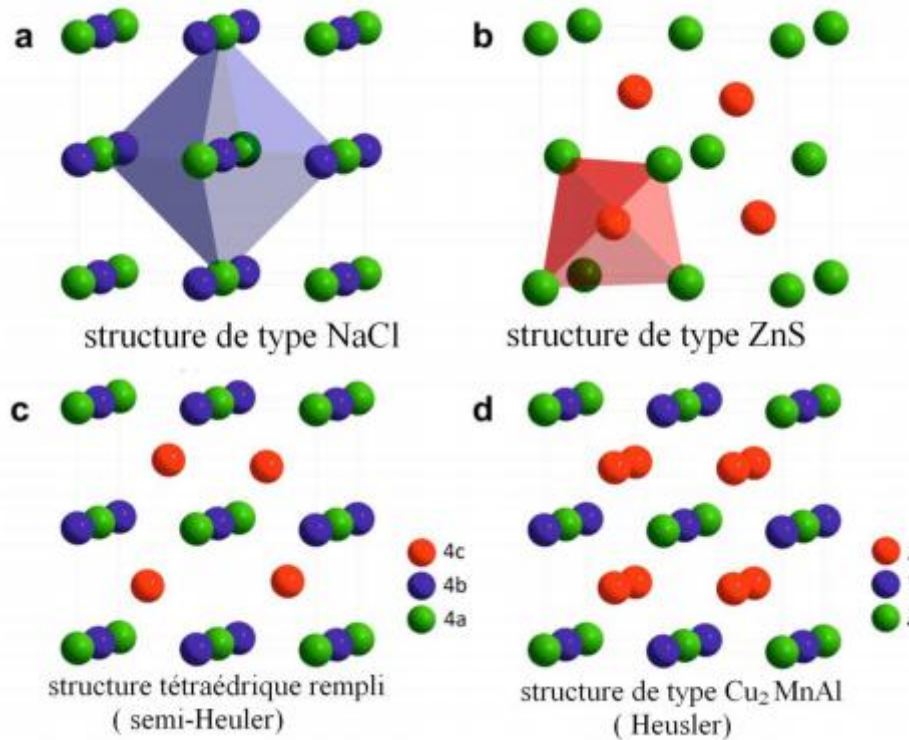 a
b
structure de type NaCl
structure de type ZnS
c
d
4c
4b
4a
structure tétraédrique rempli
( semi-Heuler)
structure de type Cu₂ MnAl
( Heusler)